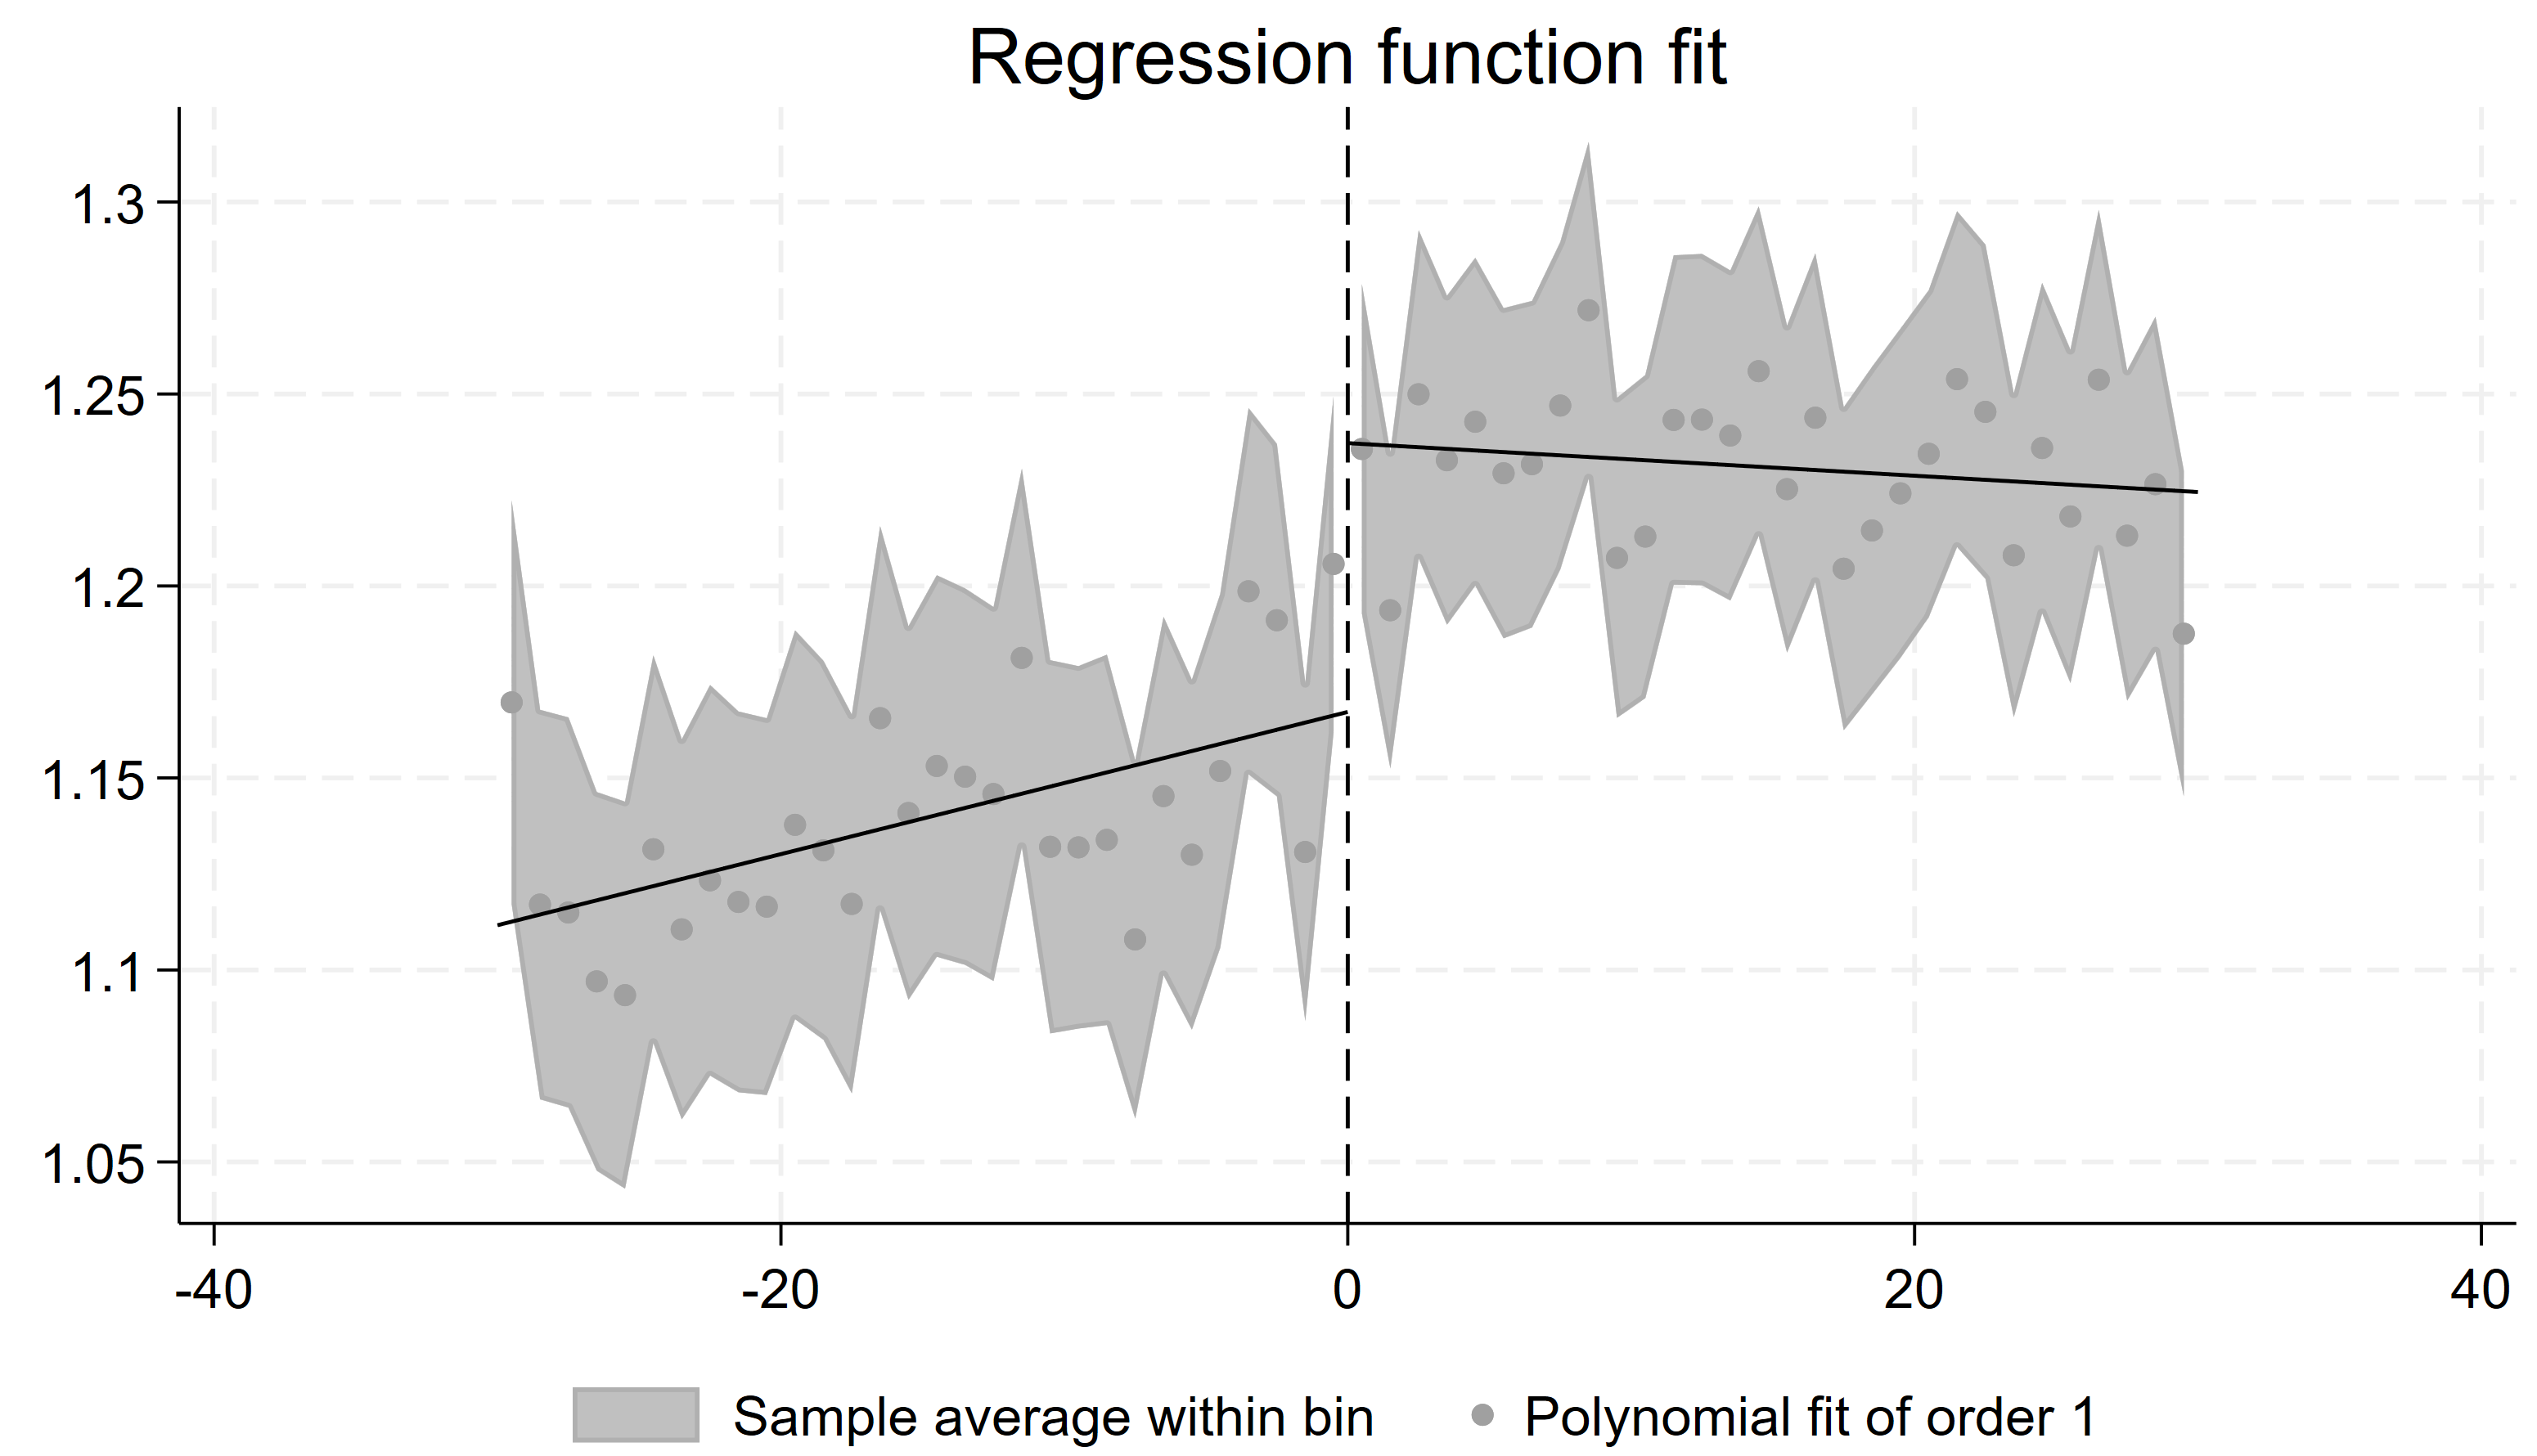 Regression function fit
1.3
1.25
1.2
1.15
1.1
1.05
-40 -20 0 20 40
Sample average within bin Polynomial fit of order 1